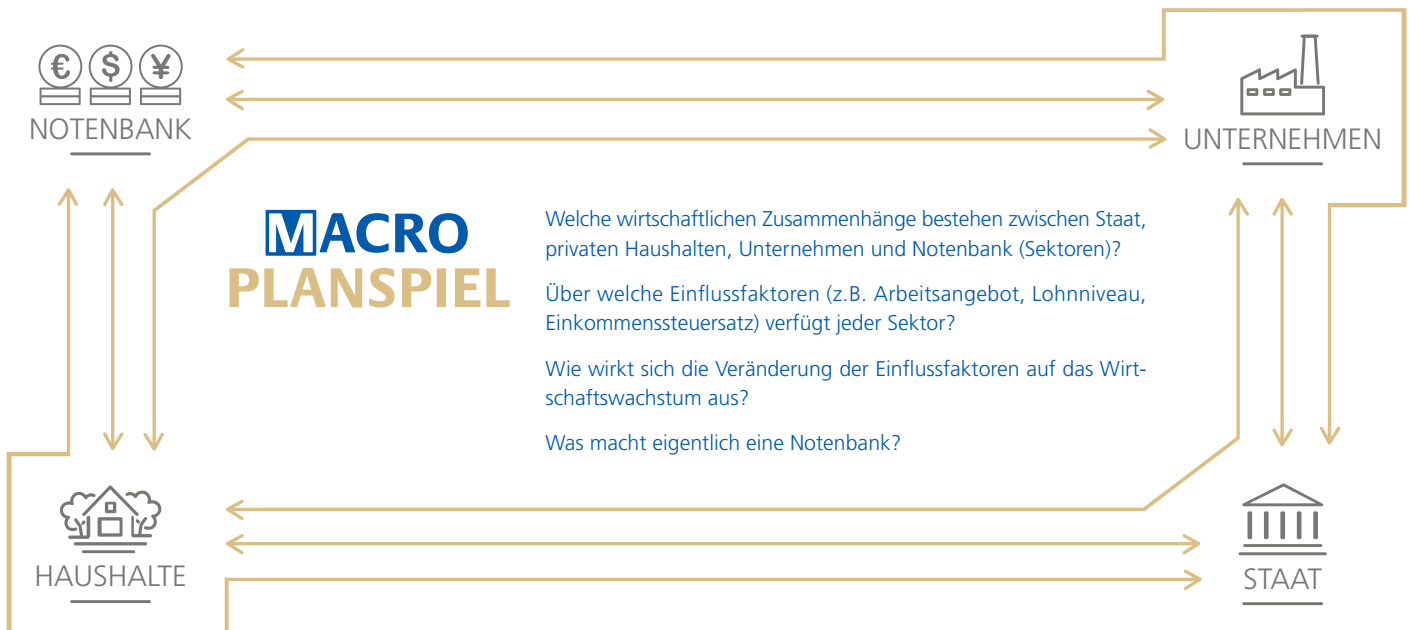 € $ ¥
NOTENBANK
UNTERNEHMEN
MACRO
PLANSPIEL
Welche wirtschaftlichen Zusammenhänge bestehen zwischen Staat,
privaten Haushalten, Unternehmen und Notenbank (Sektoren)?
Über welche Einflussfaktoren (z.B. Arbeitsangebot, Lohnniveau,
Einkommenssteuersatz) verfügt jeder Sektor?
Wie wirkt sich die Veränderung der Einflussfaktoren auf das Wirt-
schaftswachstum aus?
Was macht eigentlich eine Notenbank?
HAUSHALTE
STAAT